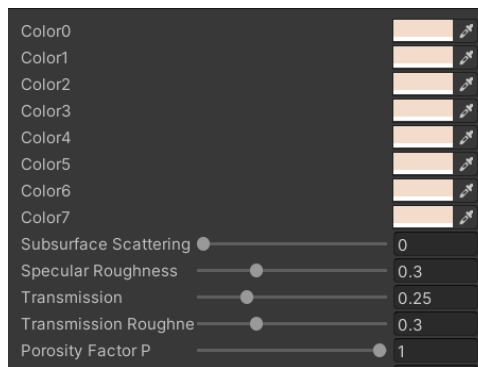 Color0
Color1
Color2
Color3
Color4
Color5
Color6
Color7
Subsurface Scattering 0
Specular Roughness 0.3
Transmission 0.25
Transmission Roughne 0.3
Porosity Factor P 1